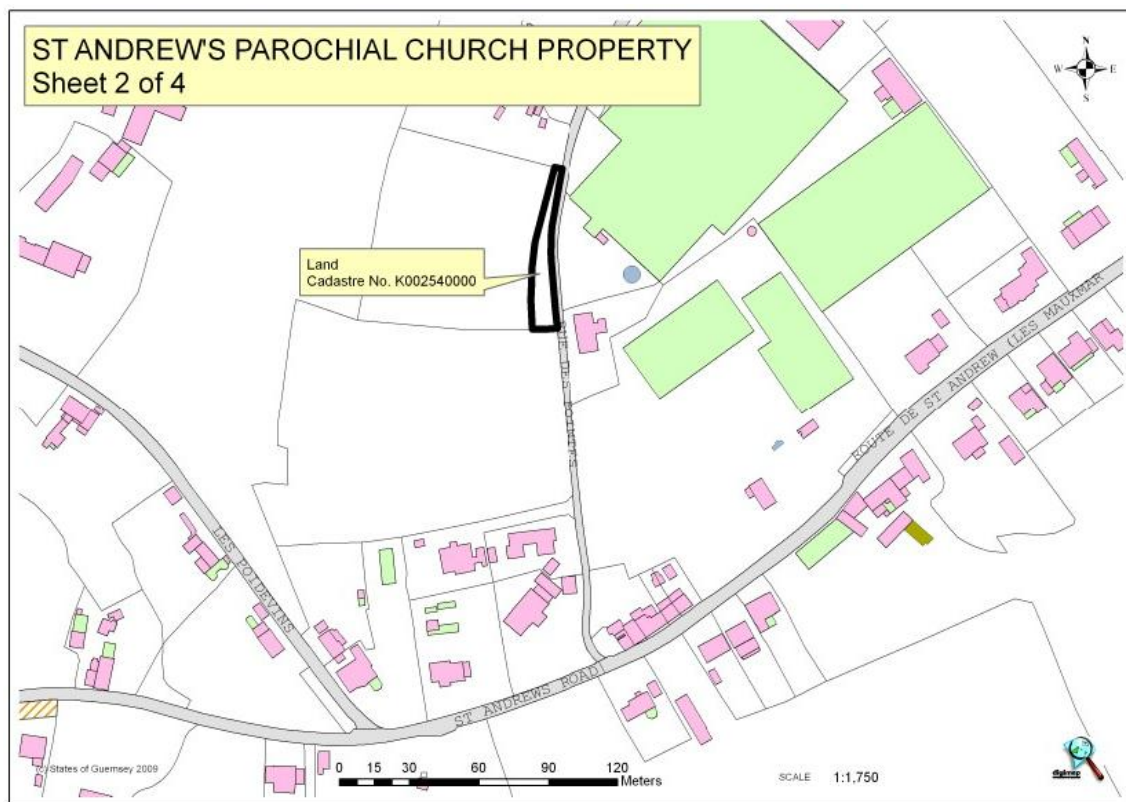 ST ANDREW'S PAROCHIAL CHURCH PROPERTY
Sheet 2 of 4
N
W E
S
Land
Cadastre No. K002540000
RUE DES POINTES
ROUTE DE ST ANDREW (LES MAUXMAR
LES POIDEVINS
ST ANDREWS ROAD
(c) States of Guernsey 2009
0 15 30 60 90 120
Meters
SCALE 1:1,750
digimap